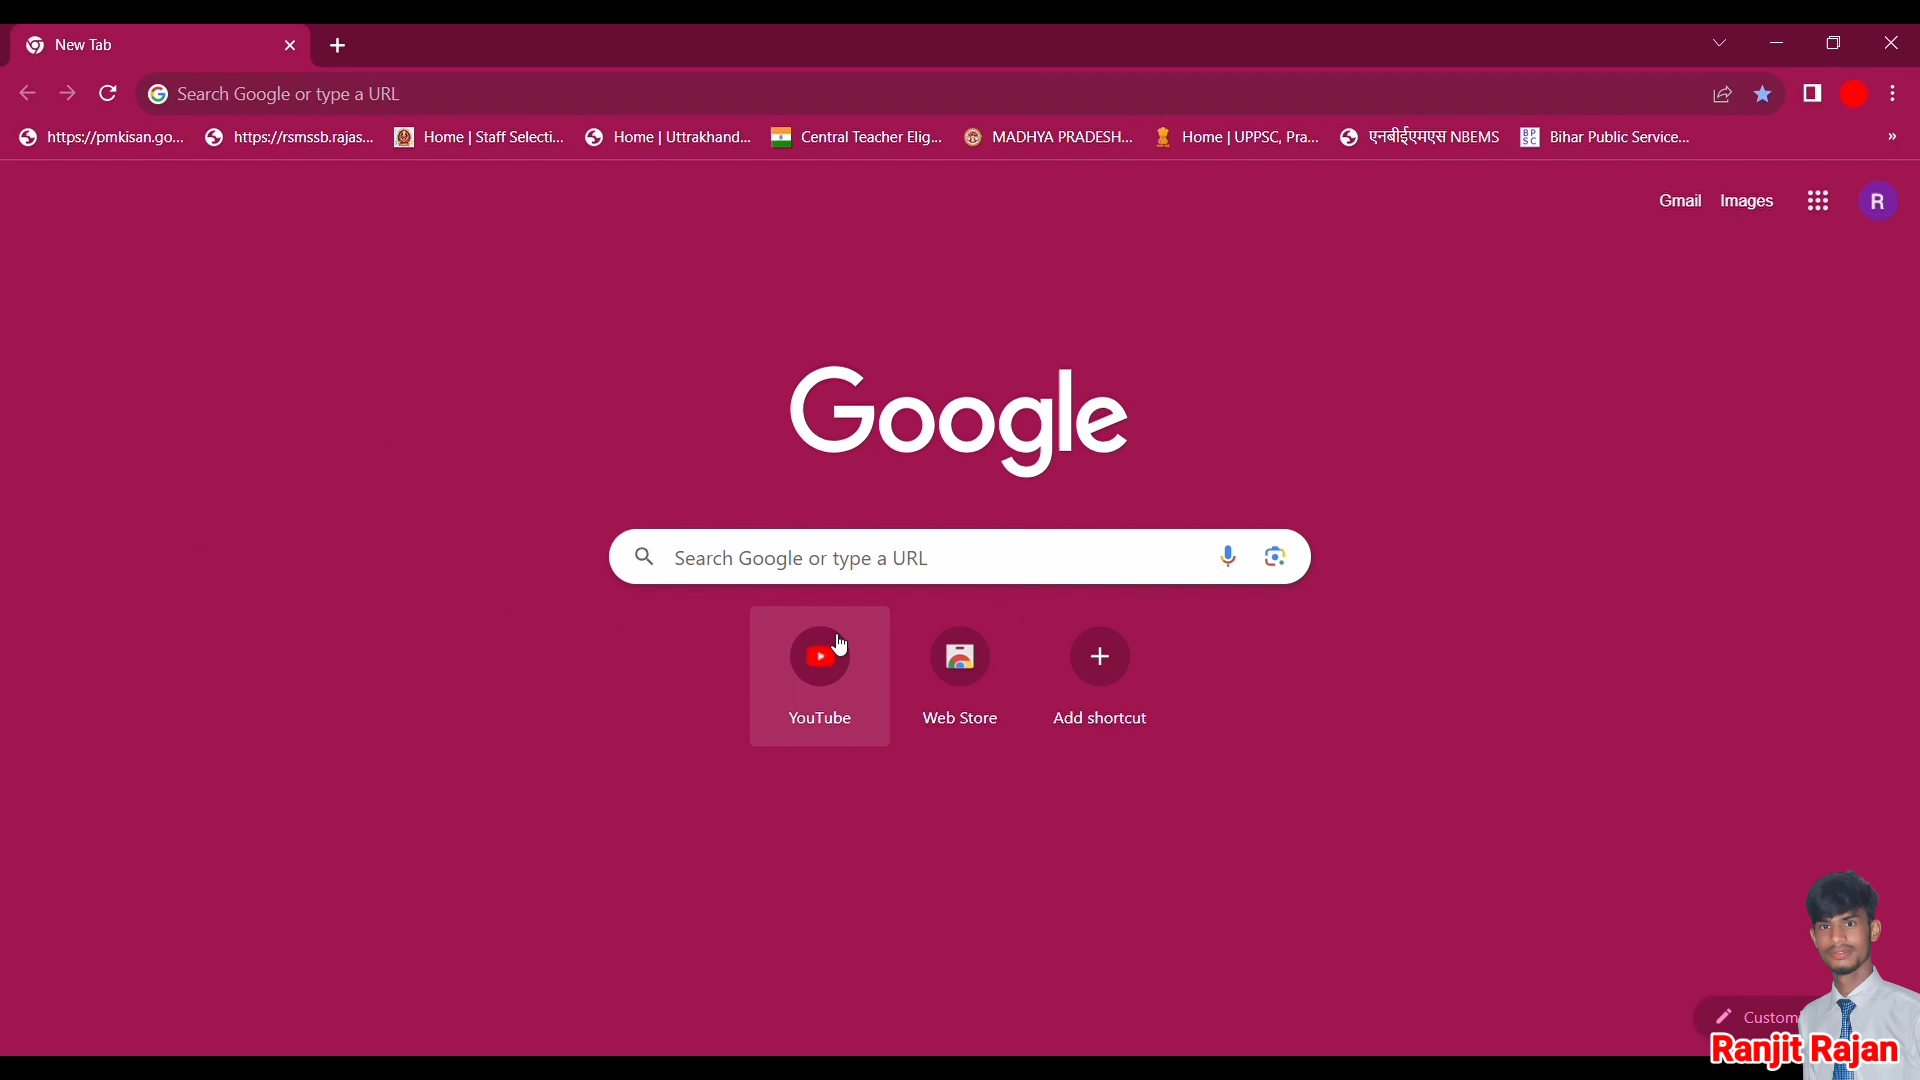 New Tab
Search Google or type a URL
https://pmkisan.go... https://rsmssb.rajas... Home | Staff Selecti... Home | Uttrakhand... Central Teacher Elig... MADHYA PRADESH... Home | UPPSC, Pra... एनबीईएमएस NBEMS BPSC Bihar Public Service... »
Gmail Images R
Google
Search Google or type a URL
YouTube Web Store Add shortcut
Custom
Ranjit Rajan